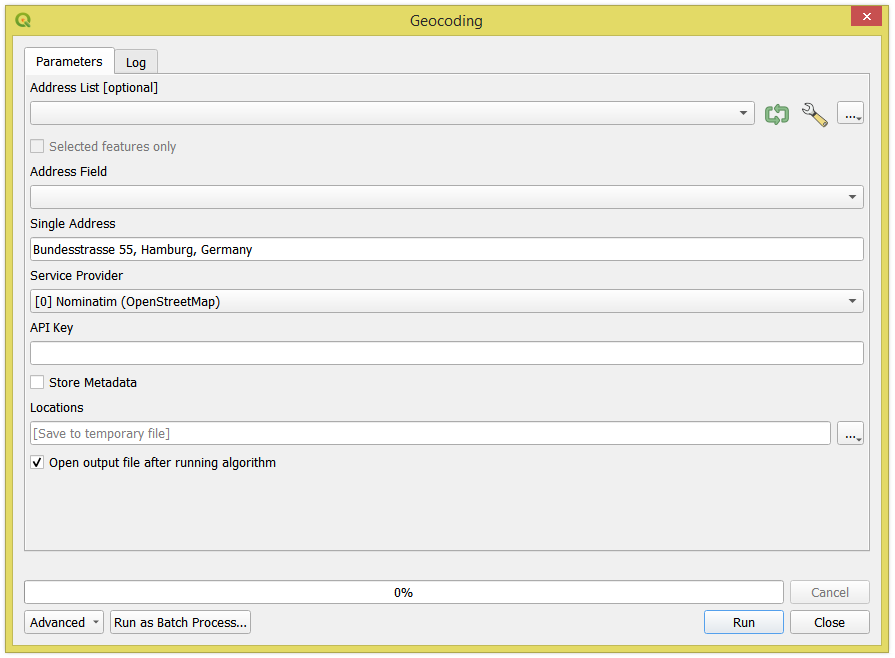 Geocoding
Parameters
Log
Address List [optional]
...
Selected features only
Address Field
Single Address
Bundesstrasse 55, Hamburg, Germany
Service Provider
[0] Nominatim (OpenStreetMap)
API Key
Store Metadata
Locations
[Save to temporary file]
...
Open output file after running algorithm
0%
Cancel
Advanced
Run as Batch Process...
Run
Close